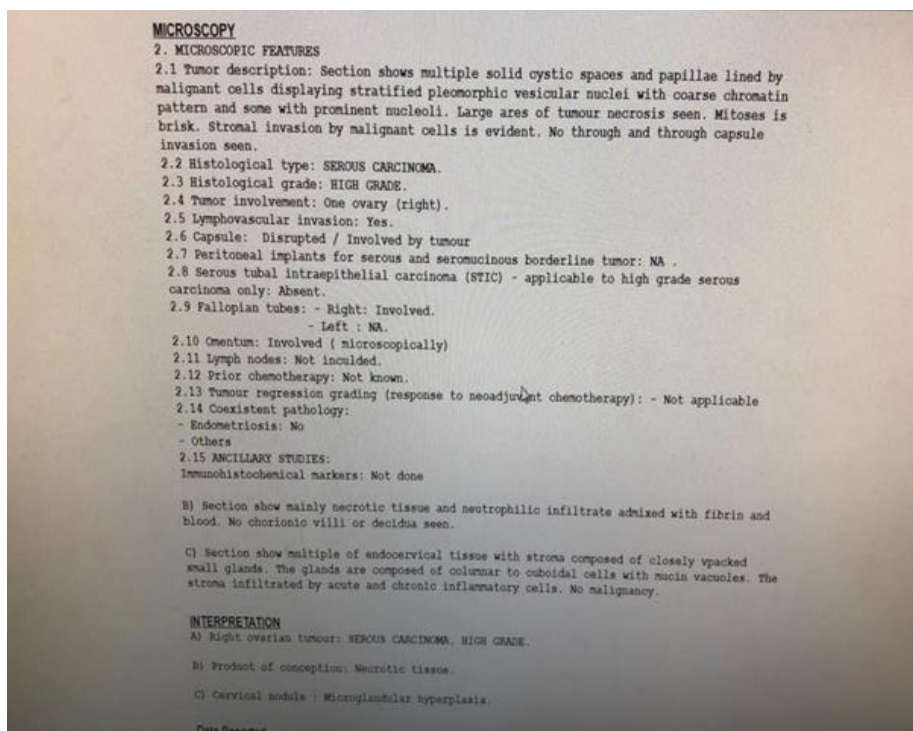 MICROSCOPY
2. MICROSCOPIC FEATURES
2.1 Tumor description: Section shows multiple solid cystic spaces and papillae lined by
malignant cells displaying stratified pleomorphic vesicular nuclei with coarse chromatin
pattern and some with prominent nucleoli. Large ares of tumour necrosis seen. Mitoses is
brisk. Stromal invasion by malignant cells is evident. No through and through capsule
invasion seen.
2.2 Histological type: SEROUS CARCINOMA.
2.3 Histological grade: HIGH GRADE.
2.4 Tumor involvement: One ovary (right).
2.5 Lymphovascular invasion: Yes.
2.6 Capsule: Disrupted / Involved by tumour
2.7 Peritoneal implants for serous and seromucinous borderline tumor: NA .
2.8 Serous tubal intraepithelial carcinoma (STIC) - applicable to high grade serous
carcinoma only: Absent.
2.9 Fallopian tubes: - Right: Involved.
- Left : NA.
2.10 Omentum: Involved ( microscopically)
2.11 Lymph nodes: Not inculded.
2.12 Prior chemotherapy: Not known.
2.13 Tumour regression grading (response to neoadjuvant chemotherapy): - Not applicable
2.14 Coexistent pathology:
- Endometriosis: No
- Others
2.15 ANCILLARY STUDIES:
Immunohistochemical markers: Not done
B) Section show mainly necrotic tissue and neutrophilic infiltrate admixed with fibrin and
blood. No chorionic villi or decidua seen.
C) Section show multiple of endocervical tissue with stroma composed of closely vpacked
small glands. The glands are composed of columnar to cuboidal cells with mucin vacuoles. The
stroma infiltrated by acute and chronic inflammatory cells. No malignancy.
INTERPRETATION
A) Right ovarian tumour: SEROUS CARCINOMA, HIGH GRADE.
B) Product of conception: Necrotic tissue.
C) Cervical nodule : Microglandular hyperplasia.
Date Reported